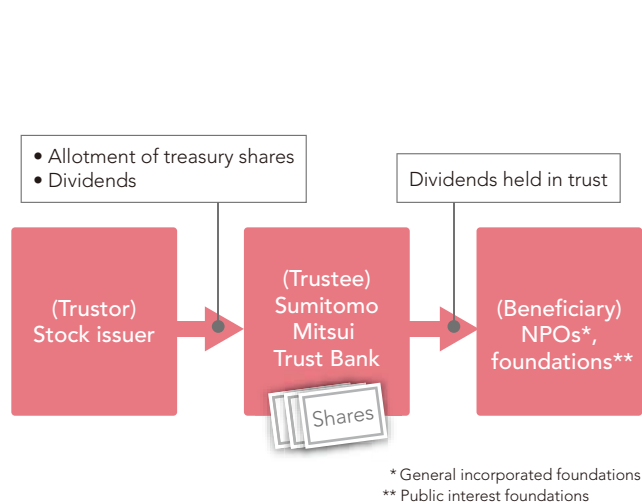 • Allotment of treasury shares
• Dividends
Dividends held in trust
(Trustor)
Stock issuer
(Trustee)
Sumitomo
Mitsui
Trust Bank
Shares
(Beneficiary)
NPOs*,
foundations**
* General incorporated foundations
** Public interest foundations